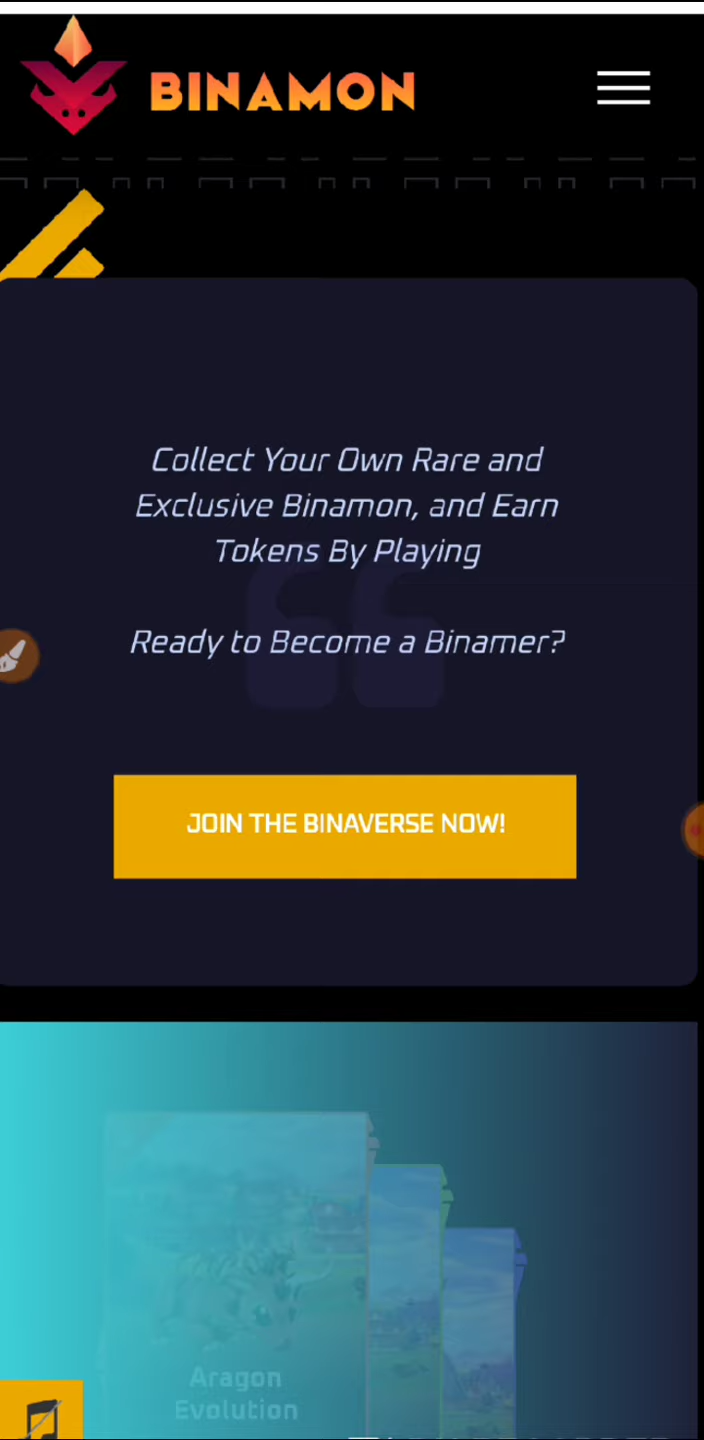 BINAMON
Collect Your Own Rare and
Exclusive Binamon, and Earn
Tokens By Playing
Ready to Become a Binamer?
JOIN THE BINAVERSE NOW!
Aragon
Evolution